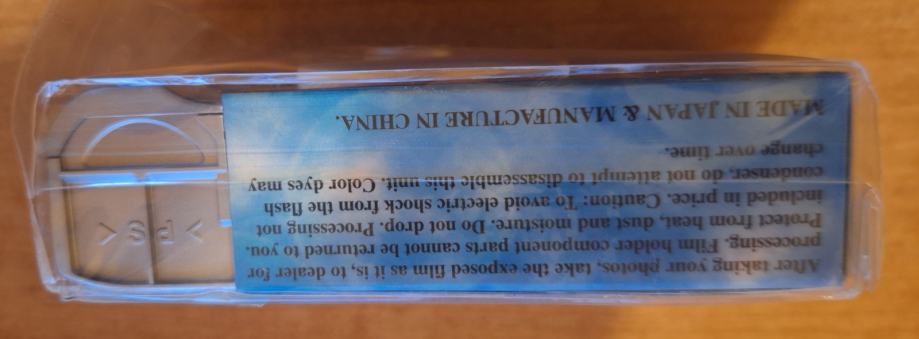 After taking your photos, take the exposed film as it is, to dealer for
processing. Film holder component parts cannot be returned to you.
Protect from heat, dust and moisture. Do not drop. Processing not
included in price. Caution: To avoid electric shock from the flash
condenser, do not attempt to disassemble this unit. Color dyes may
change over time.
MADE IN JAPAN & MANUFACTURE IN CHINA.
> PS <